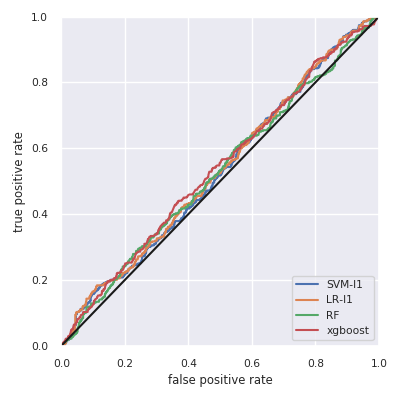 1.0
0.8
0.6
0.4
0.2
0.0
true positive rate
0.0 0.2 0.4 0.6 0.8 1.0
false positive rate
SVM-l1
LR-l1
RF
xgboost